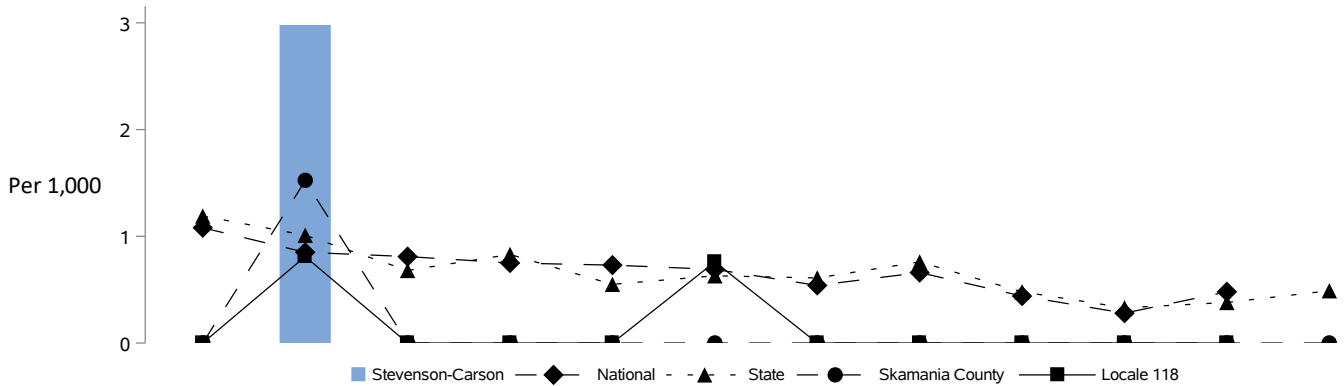 3
2
Per 1,000
1
0
Stevenson-Carson National State Skamania County Locale 118